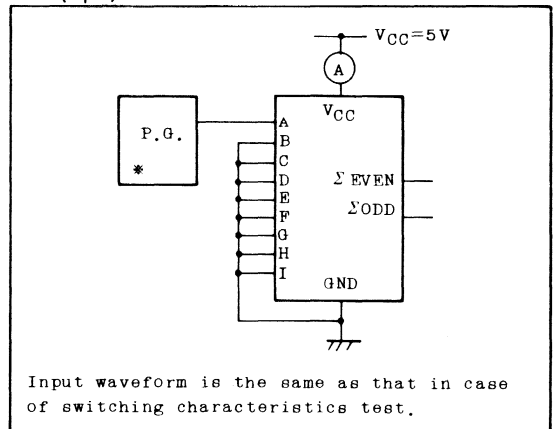 VCC=5V
A
VCC
P.G.
*
A
B
C
D
E
F
G
H
I
Σ EVEN
ΣODD
GND
Input waveform is the same as that in case
of switching characteristics test.